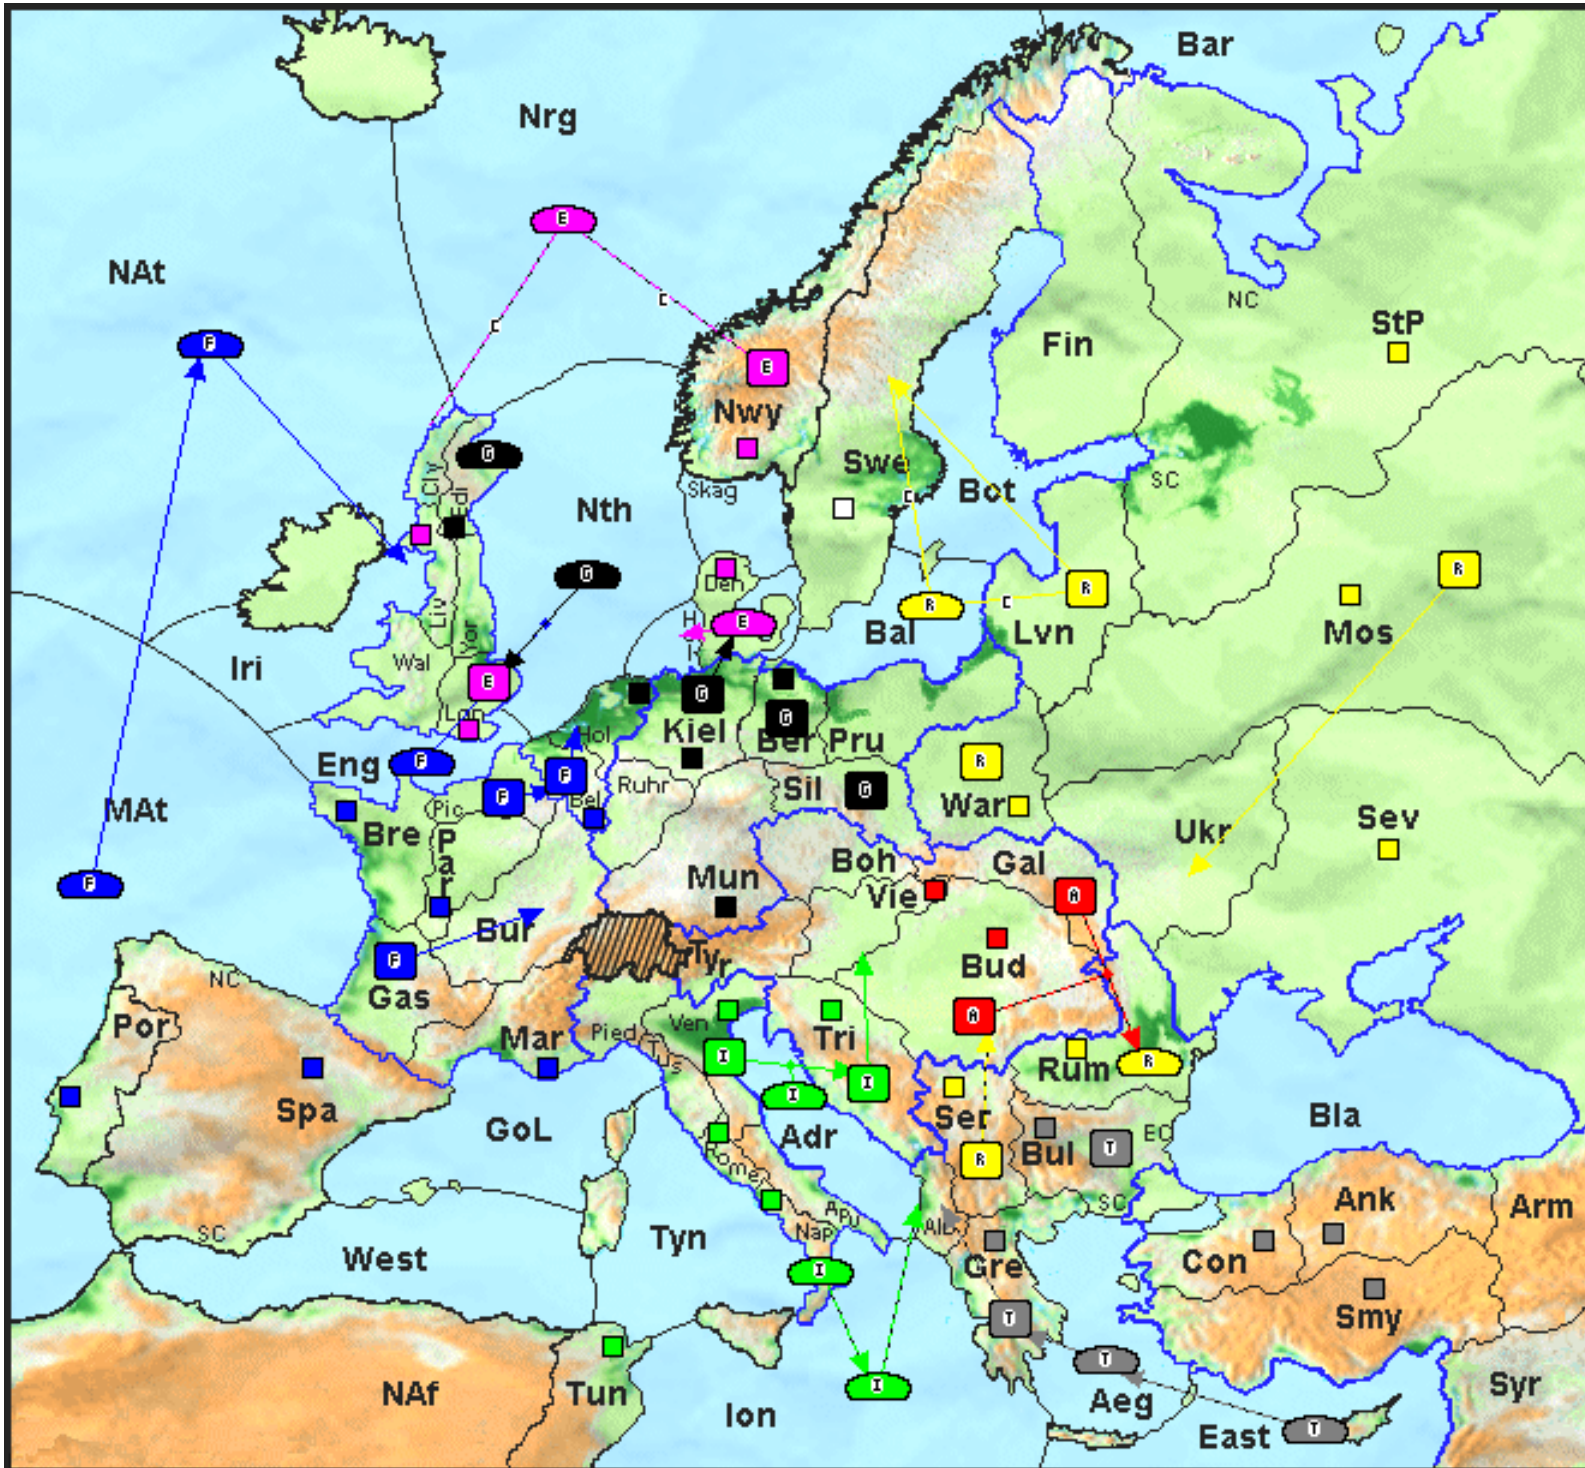 Bar
Nrg
E
NAt
NC
C
C
StP
F
Fin
E
Nwy
G
Cly
Edi
Swe
SC
Skag
C
Bot
Nth
G
R
Den
R
C
R
E
Bal
Lvn
Mos
Liv
Yor
Iri
Wal
E
G
Lon
Kiel
G
Ber
Pru
Hol
Eng
F
R
F
F
Ruhr
Sil
G
War
Pic
Bel
MAt
Bre
Par
Ukr
Sev
Boh
Gal
Mun
Vie
F
A
Bur
Bud
Tyr
F
Gas
NC
Por
Mar
Pied
Ven
Tri
A
Tus
I
I
Rum
R
I
Ser
Spa
GoL
Adr
Bla
Bul
T
EC
R
Rome
Ank
SC
Arm
Apu
Alb
SC
West
Tyn
Nap
Gre
Con
I
T
Smy
T
I
NAf
Tun
Aeg
Syr
Ion
East
T